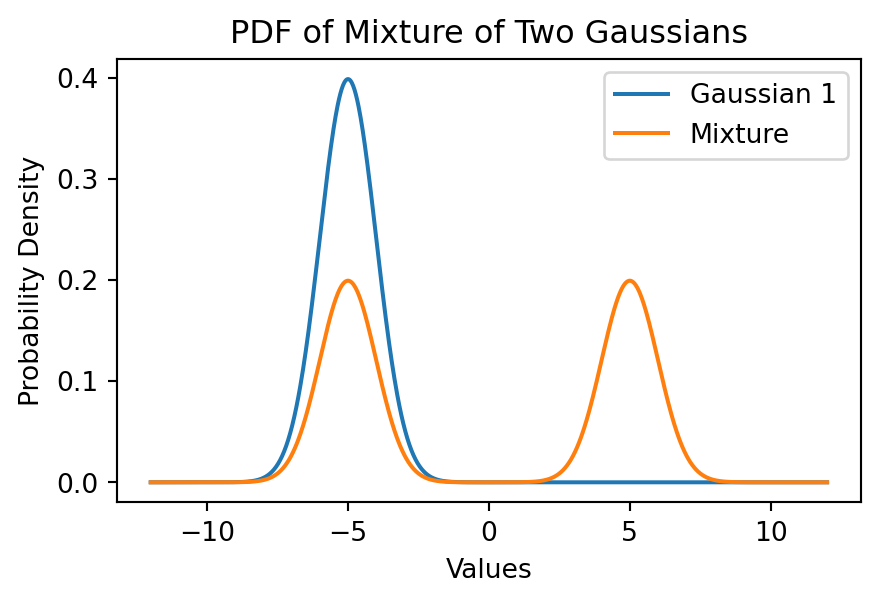 PDF of Mixture of Two Gaussians
Gaussian 1
Mixture
Probability Density
0.4
0.3
0.2
0.1
0.0
−10
−5
0
5
10
Values